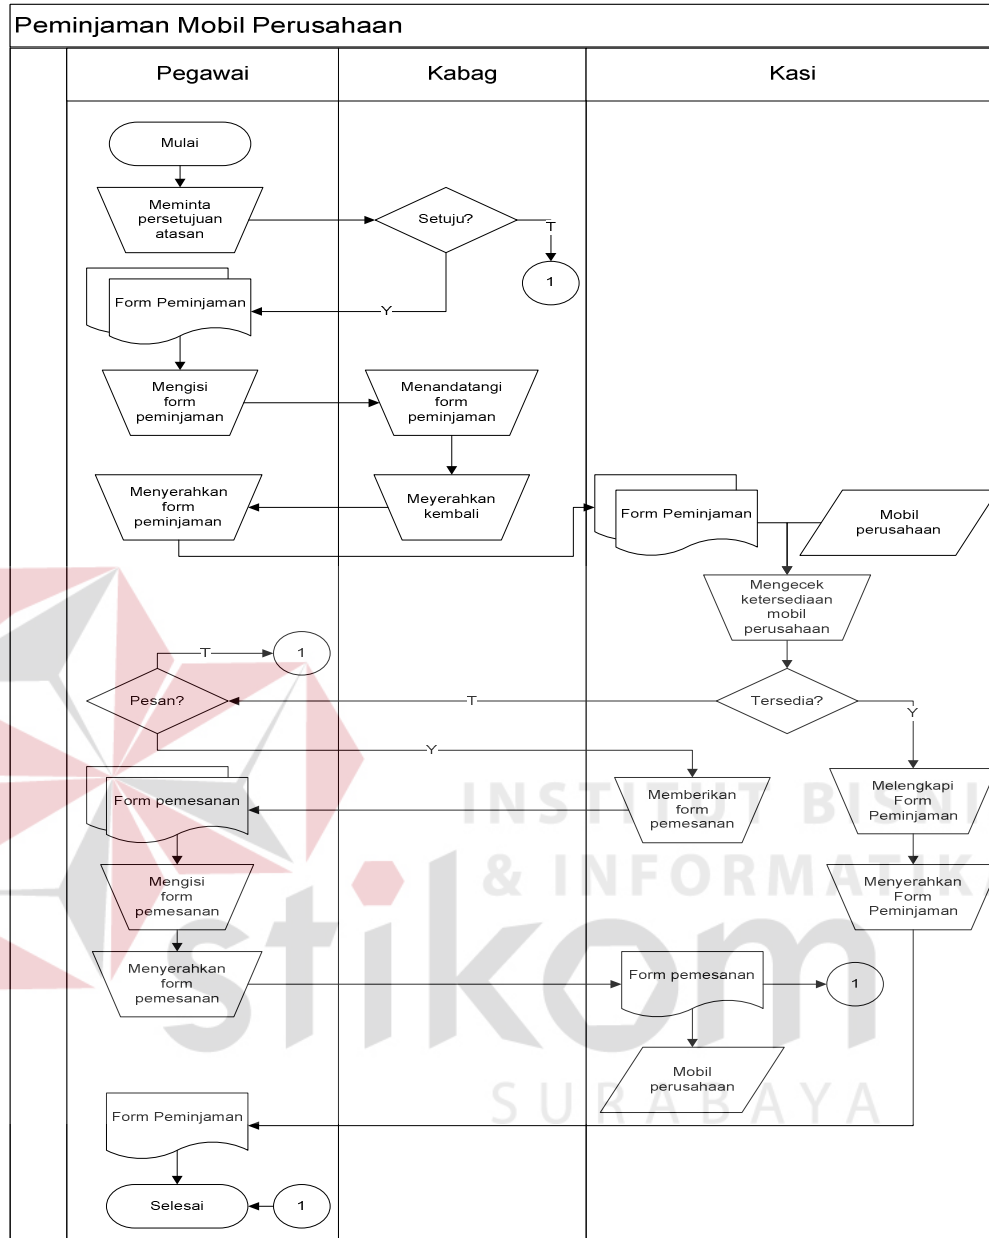 Peminjaman Mobil Perusahaan
Pegawai
Kabag
Kasi
Mulai
Meminta
persetujuan
atasan
Setuju?
T
1
Y
Form Peminjaman
Mengisi
form
peminjaman
Menandatangi
form
peminjaman
Menyerahkan
form
peminjaman
Meyerahkan
kembali
Form Peminjaman
Mobil
perusahaan
Mengecek
ketersediaan
mobil
perusahaan
T
1
Pesan?
T
Tersedia?
Y
Y
Form pemesanan
Memberikan
form
pemesanan
Melengkapi
Form
Peminjaman
INSTITUT BISNI
& INFORMATIK
stikom
SURABAYA
Mengisi
form
pemesanan
Menyerahkan
Form
Peminjaman
Menyerahkan
form
pemesanan
Form pemesanan
1
Mobil
perusahaan
Form Peminjaman
Selesai
1